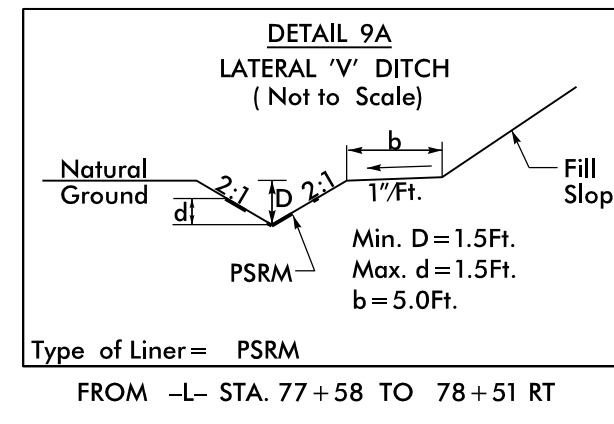 DETAIL 9A
LATERAL 'V' DITCH
( Not to Scale)
b
Natural
Ground
2:1
D
2:1
1"/Ft.
Fill
Slop
d
PSRM
Min. D=1.5Ft.
Max. d=1.5Ft.
b=5.0Ft.
Type of Liner= PSRM
FROM -L- STA. 77+58 TO 78+51 RT